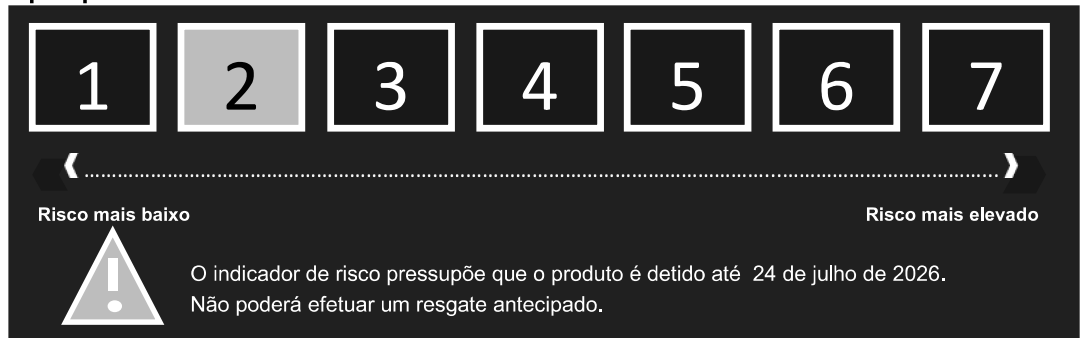 1 2 3 4 5 6 7
Risco mais baixo Risco mais elevado
O indicador de risco pressupõe que o produto é detido até 24 de julho de 2026.
Não poderá efetuar um resgate antecipado.